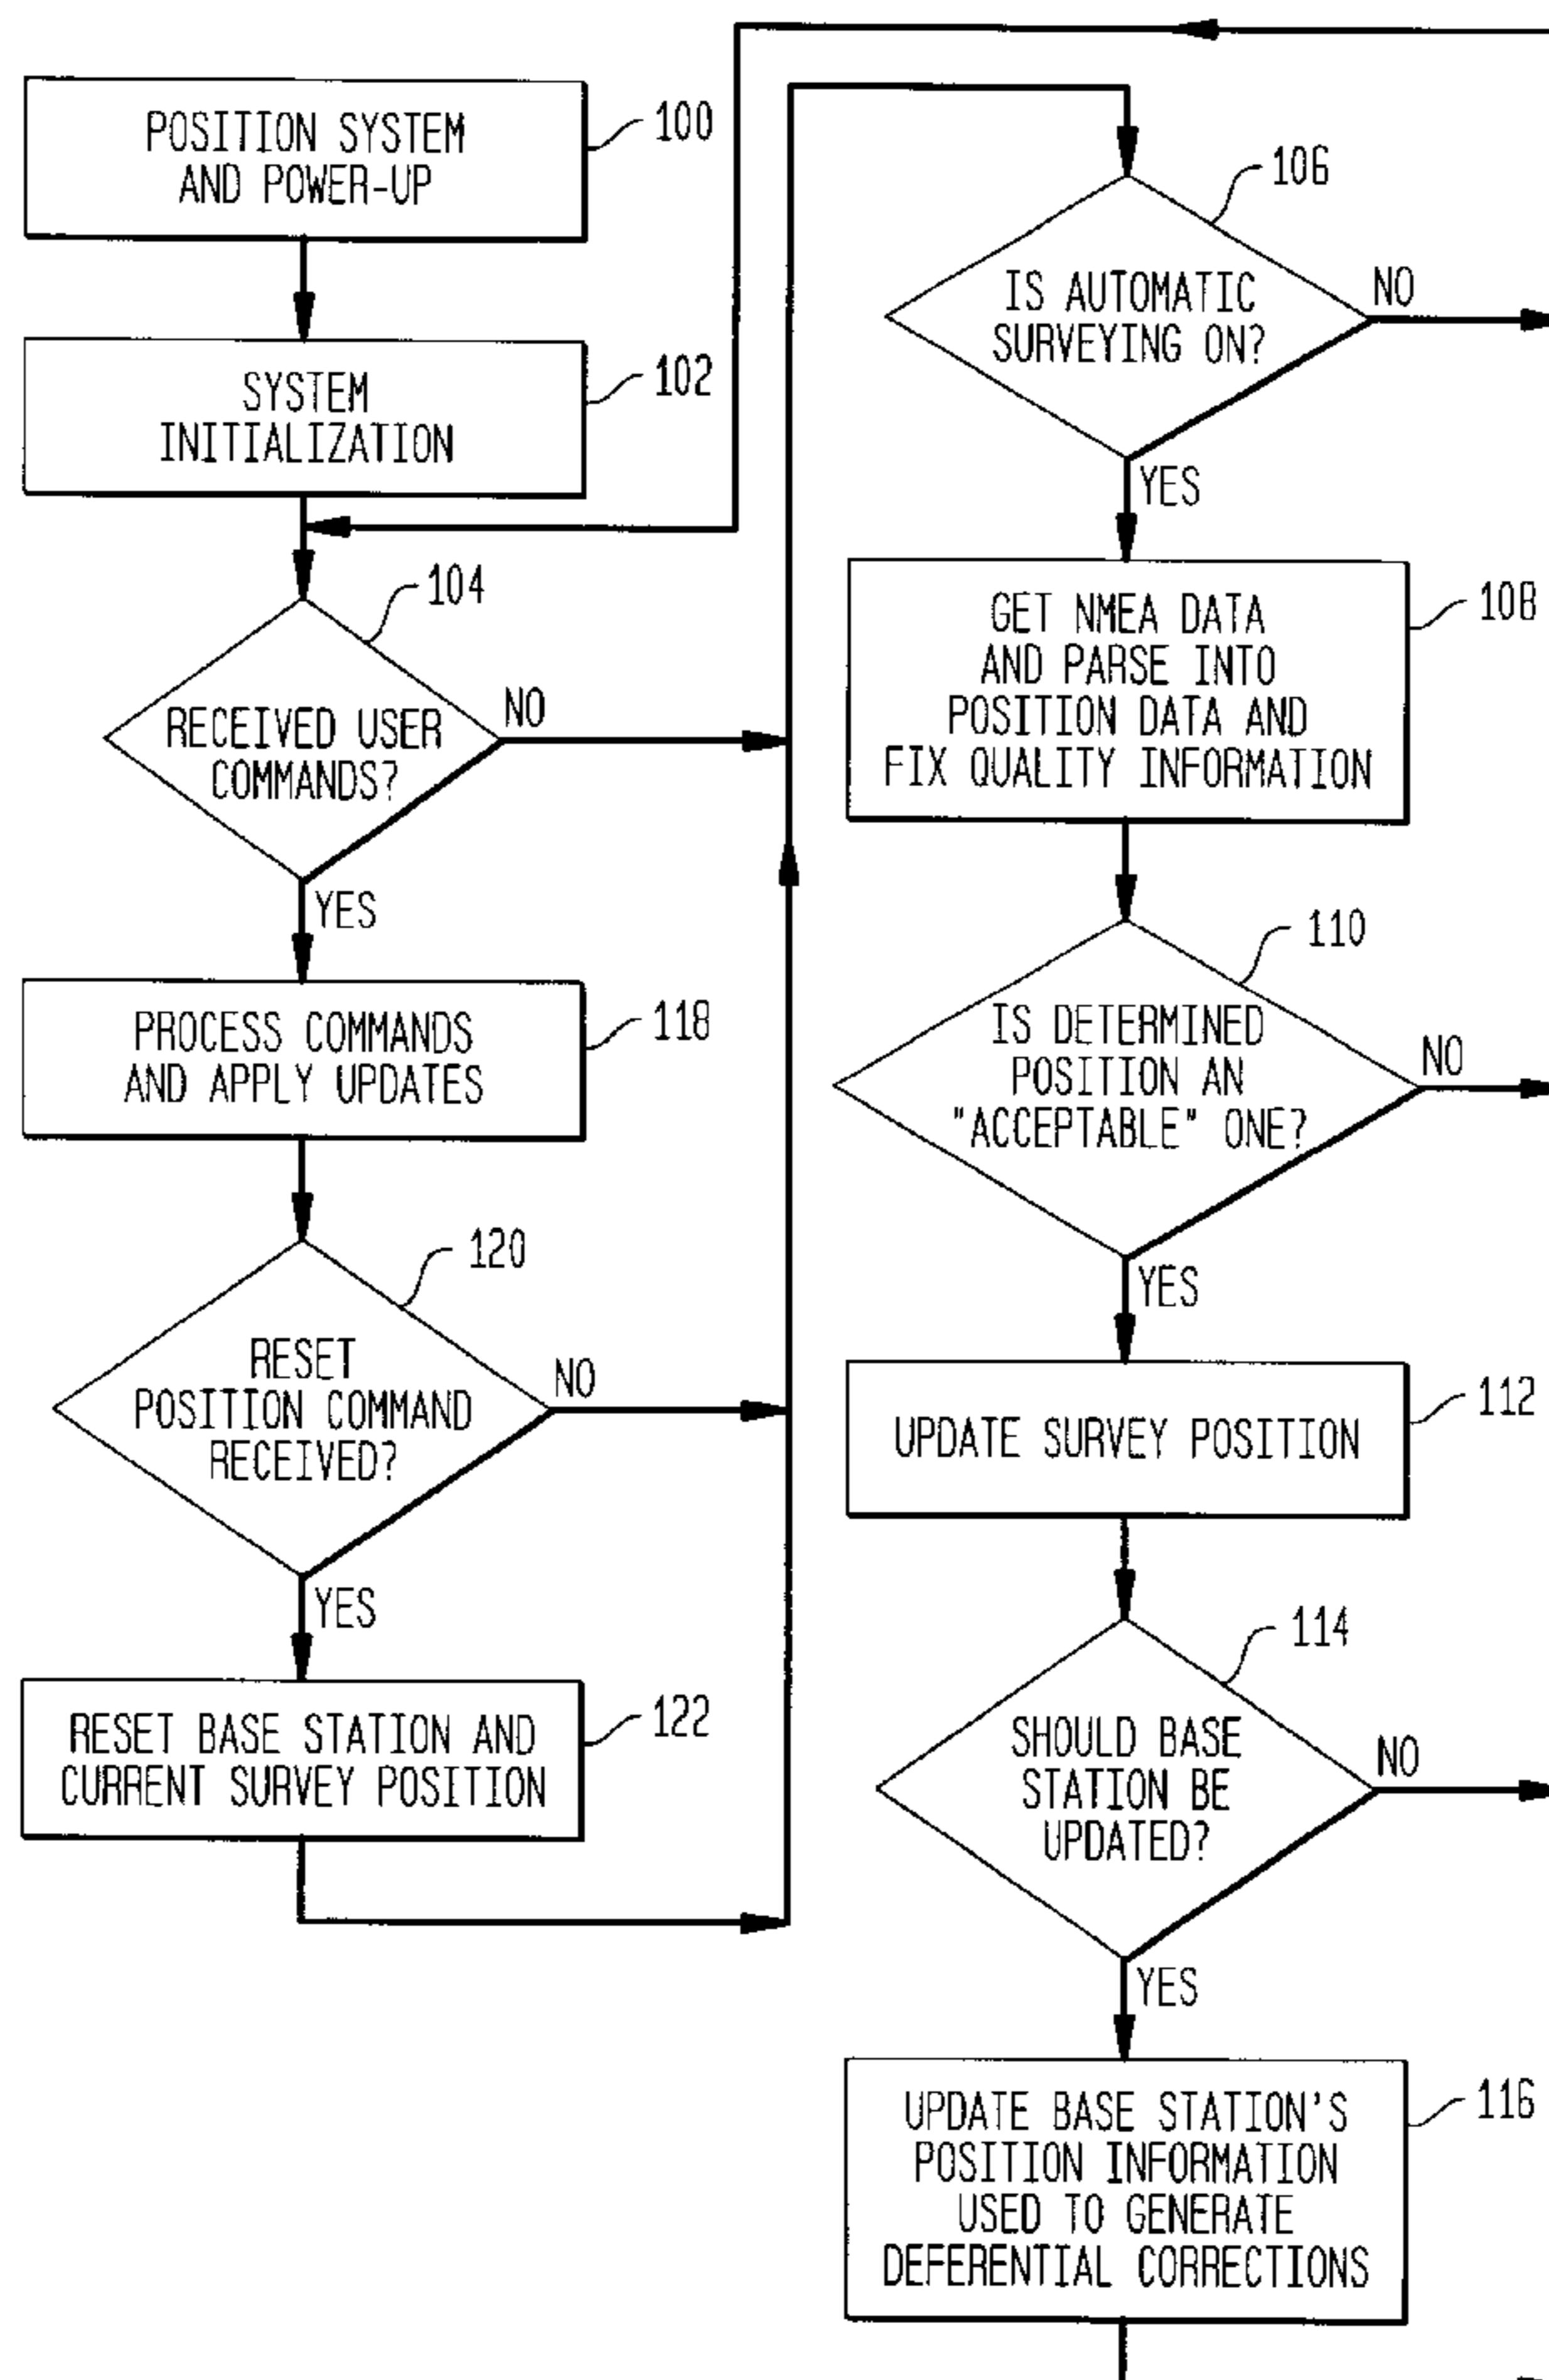 POSITION SYSTEM
AND POWER-UP
100
SYSTEM
INITIALIZATION
102
104
RECEIVED USER
COMMANDS?
NO
YES
PROCESS COMMANDS
AND APPLY UPDATES
118
120
RESET
POSITION COMMAND
RECEIVED?
NO
YES
RESET BASE STATION AND
CURRENT SURVEY POSITION
122
106
IS AUTOMATIC
SURVEYING ON?
NO
YES
GET NMEA DATA
AND PARSE INTO
POSITION DATA AND
FIX QUALITY INFORMATION
108
110
IS DETERMINED
POSITION AN
"ACCEPTABLE" ONE?
NO
YES
UPDATE SURVEY POSITION
112
114
SHOULD BASE
STATION BE
UPDATED?
NO
YES
UPDATE BASE STATION'S
POSITION INFORMATION
USED TO GENERATE
DEFERENTIAL CORRECTIONS
116